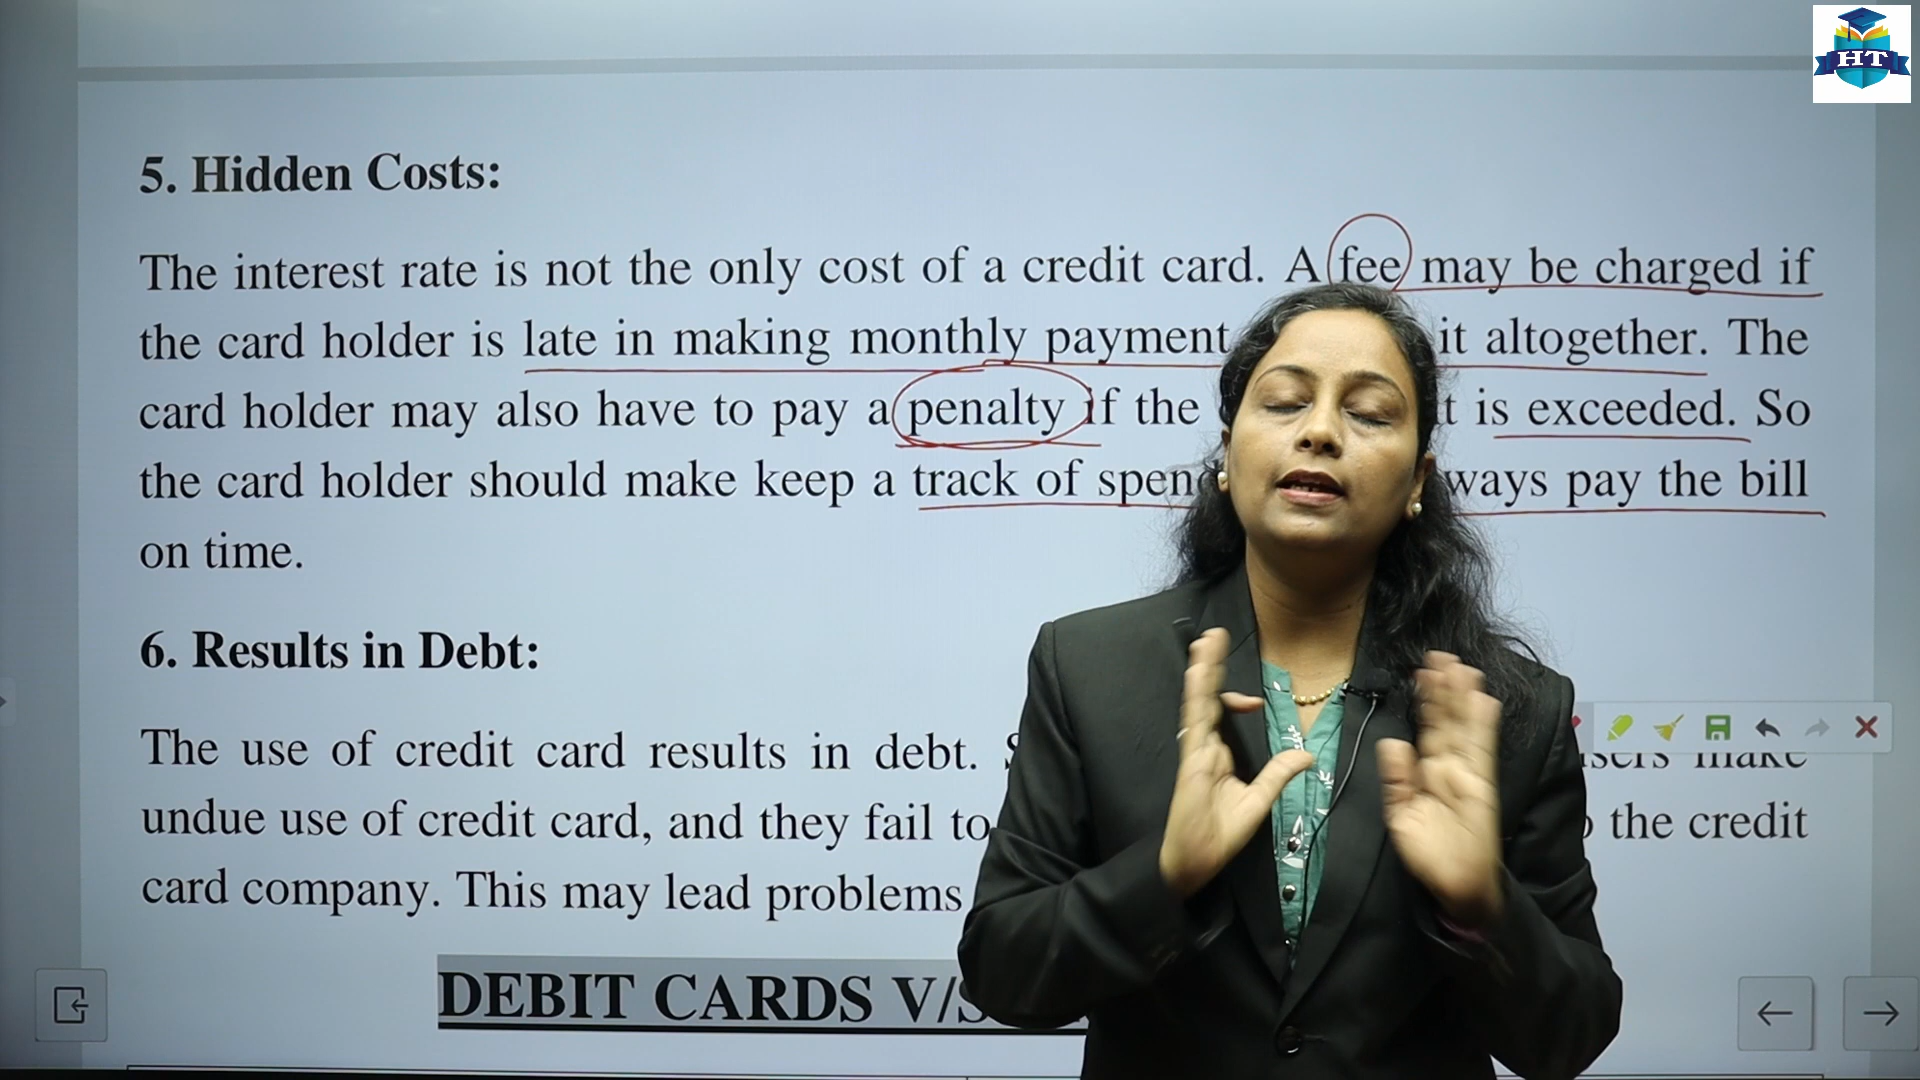 HT
5. Hidden Costs:
The interest rate is not the only cost of a credit card. A fee may be charged if
the card holder is late in making monthly payment it altogether. The
card holder may also have to pay a penalty if the is exceeded. So
the card holder should make keep a track of pay the bill
on time.
6. Results in Debt:
The use of credit card results in debt. make
undue use of credit card, and they fail to the credit
card company. This may lead problems
DEBIT CARDS V/S